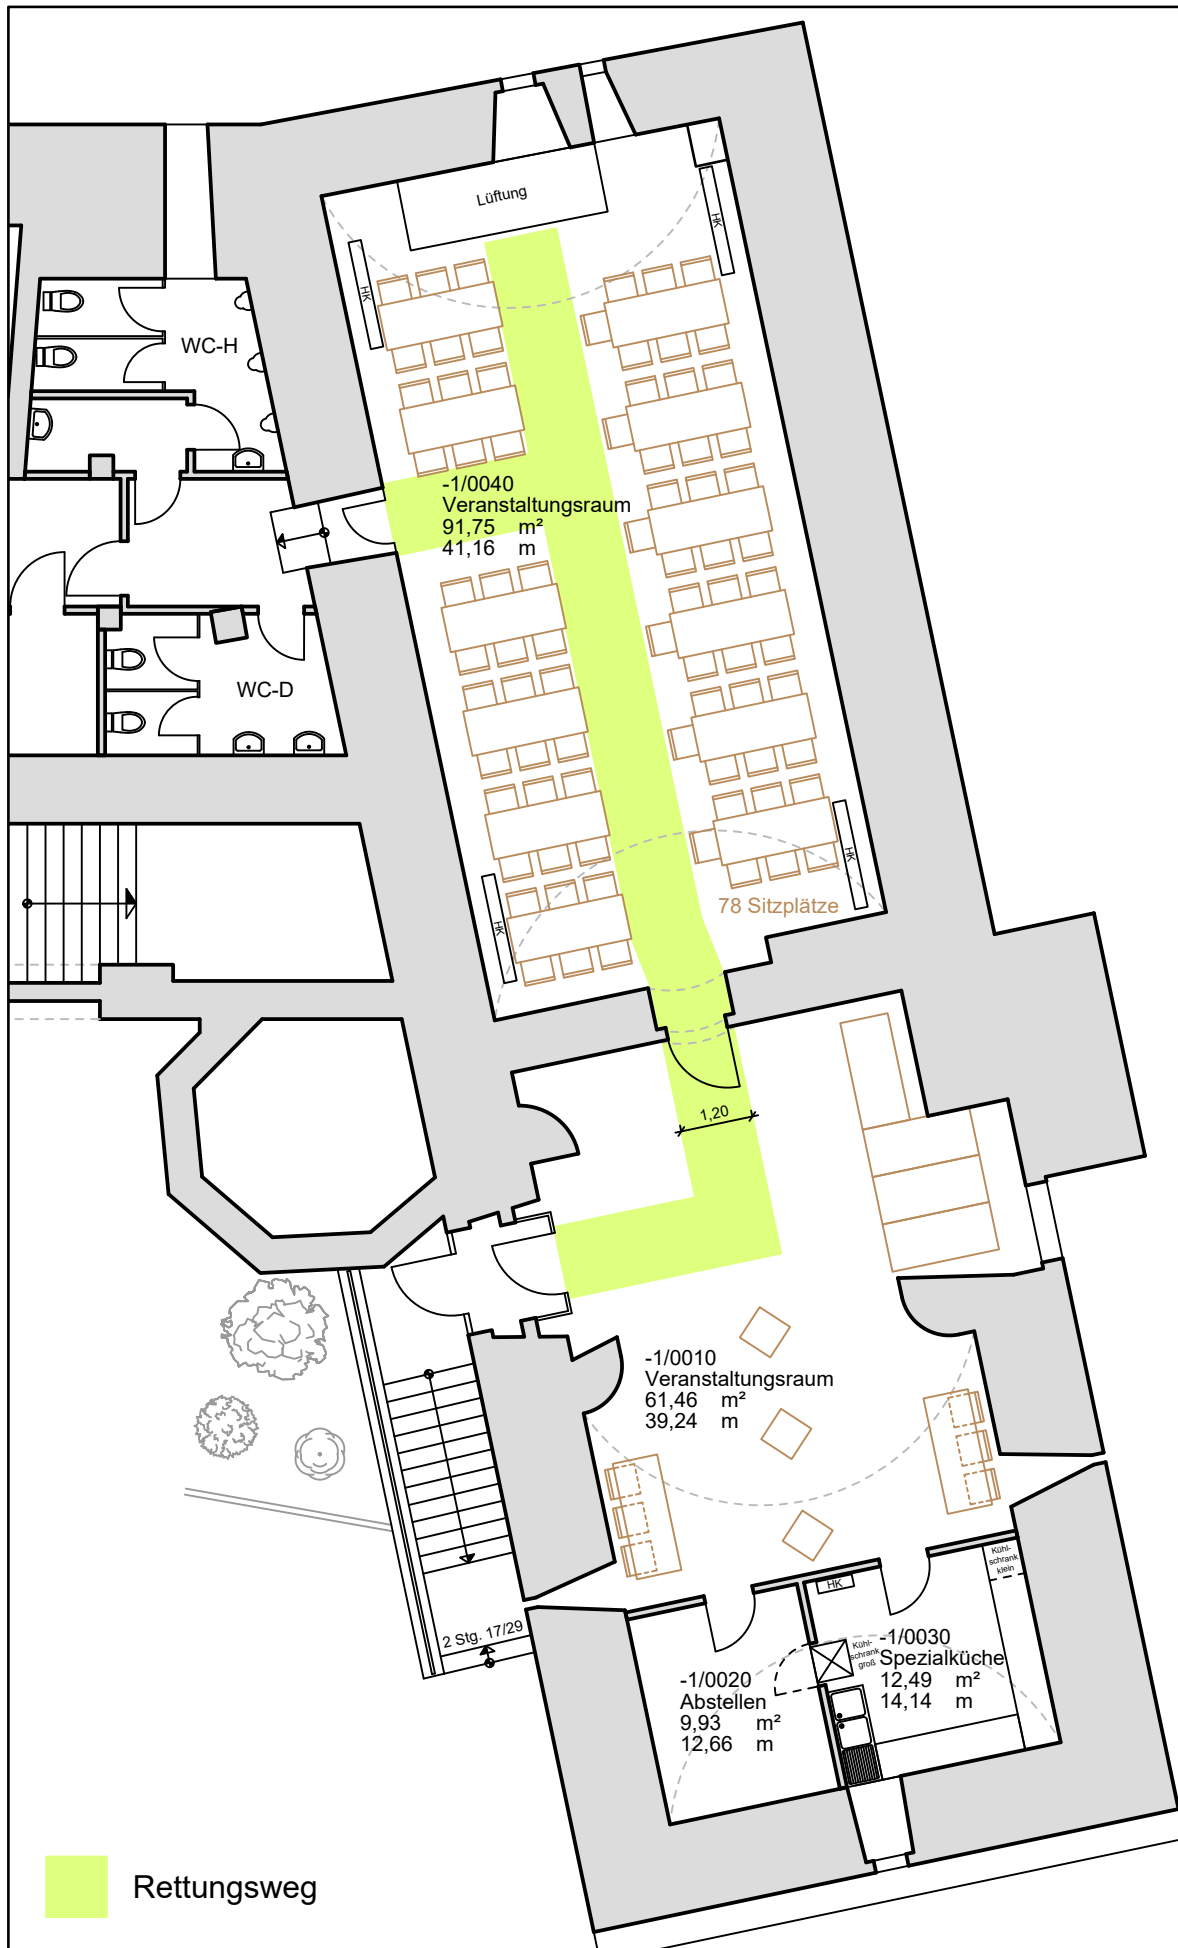 Lüftung
HK
HK
WC-H
-1/0040
Veranstaltungsraum
91,75 m²
41,16 m
WC-D
HK
78 Sitzplätze
HK
1,20
-1/0010
Veranstaltungsraum
61,46 m²
39,24 m
Kühl-
schrank
klein
HK
2 Stg. 17/29
-1/0030
Spezialküche
12,49 m²
14,14 m
Kühl-
schrank
groß
-1/0020
Abstellen
9,93 m²
12,66 m
Rettungsweg